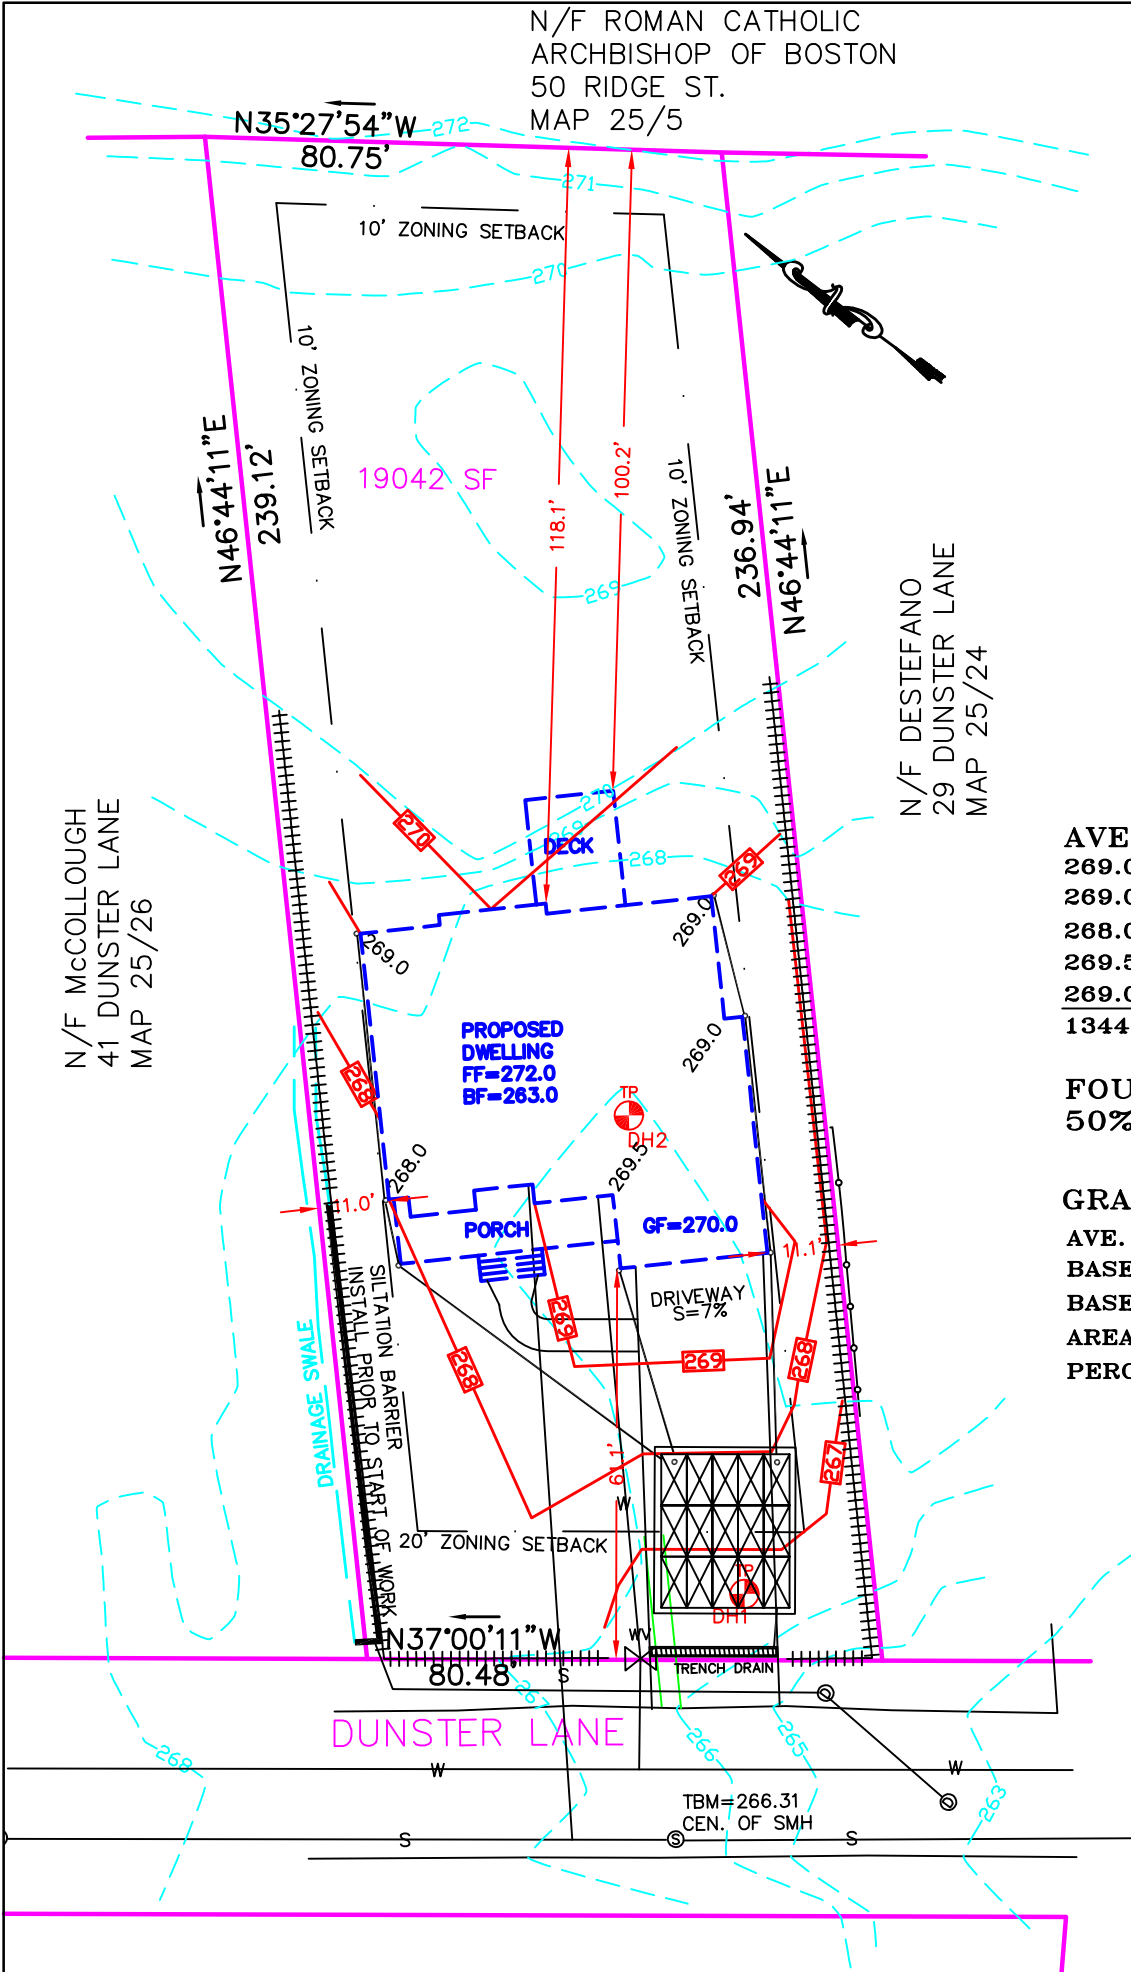 N/F ROMAN CATHOLIC
ARCHBISHOP OF BOSTON
50 RIDGE ST.
MAP 25/5
N35°27'54"W
80.75'
272
271
10' ZONING SETBACK
270
10' ZONING SETBACK
N46°44'11"E
239.12'
19042 SF
118.1'
100.2'
10' ZONING SETBACK
236.94'
N46°44'11"E
269
N/F DESTEFANO
29 DUNSTER LANE
MAP 25/24
N/F McCOLLOUGH
41 DUNSTER LANE
MAP 25/26
270
270
269
DECK
268
269
269.0
269.0
269.0
PROPOSED
DWELLING
FF=272.0
BF=263.0
268
TP
DH2
268.0
269.5
11.0'
PORCH
GF=270.0
11.1'
DRIVEWAY
S=7%
SILTATION BARRIER
INSTALL PRIOR TO START OF WORK
DRAINAGE SWALE
268
269
269
268
267
61.1'
W
20' ZONING SETBACK
TP
DH1
N37°00'11"W
80.48'
S
WV
TRENCH DRAIN
DUNSTER LANE
267
266
265
263
268
W
W
D
D
TBM=266.31
CEN. OF SMH
S
S
S
AVE
269.0
269.0
268.0
269.5
269.0
1344
FOU
50%
GRA
AVE.
BASE
BASE
AREA
PERC